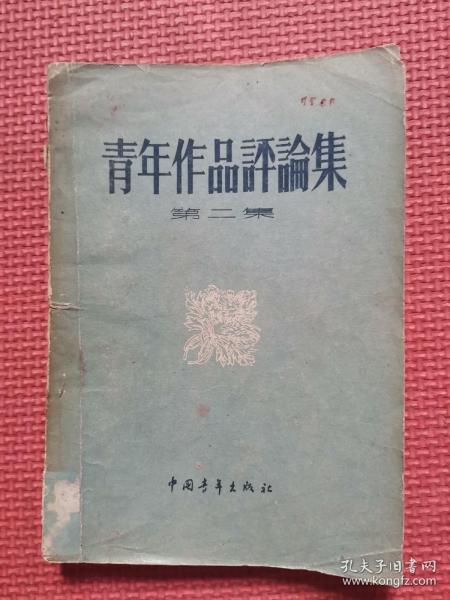 青年作品評論集
第二集
中国青年出版社
孔夫子旧书网
www.kongfz.com